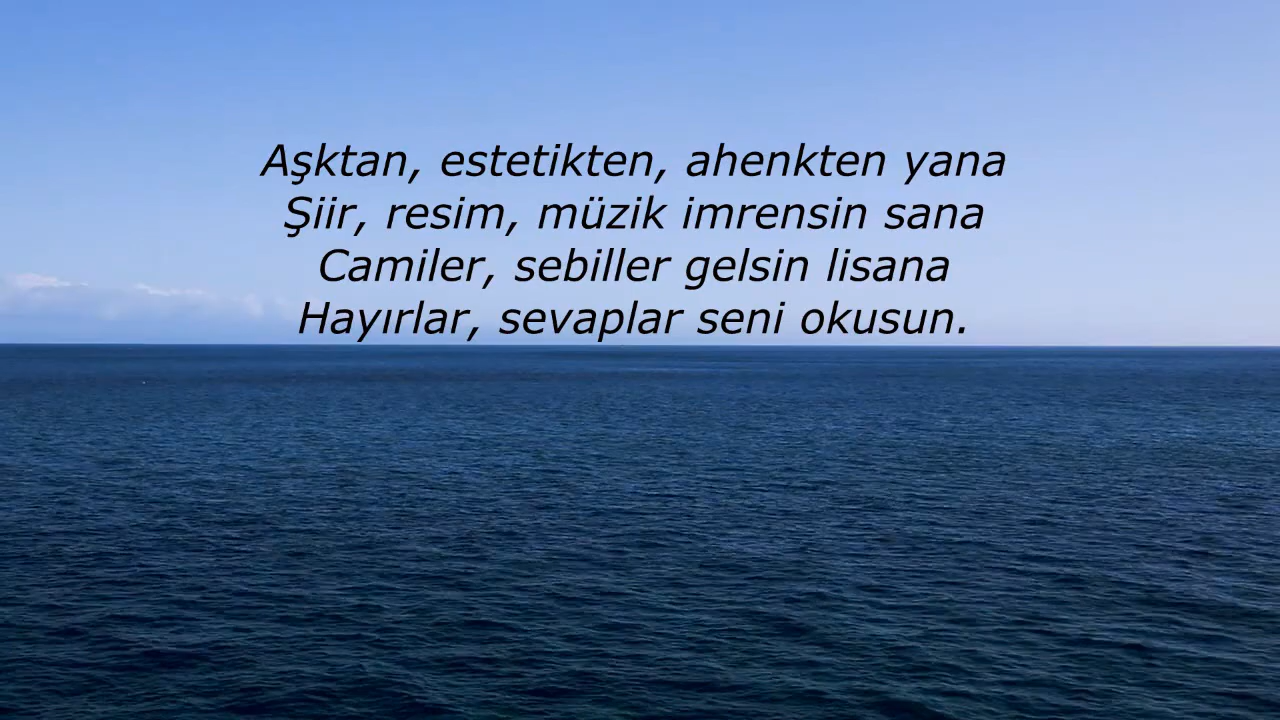 Aşktan, estetikten, ahenkten yana
Şiir, resim, müzik imrensin sana
Camiler, sebiller gelsin lisana
Hayırlar, sevaplar seni okusun.